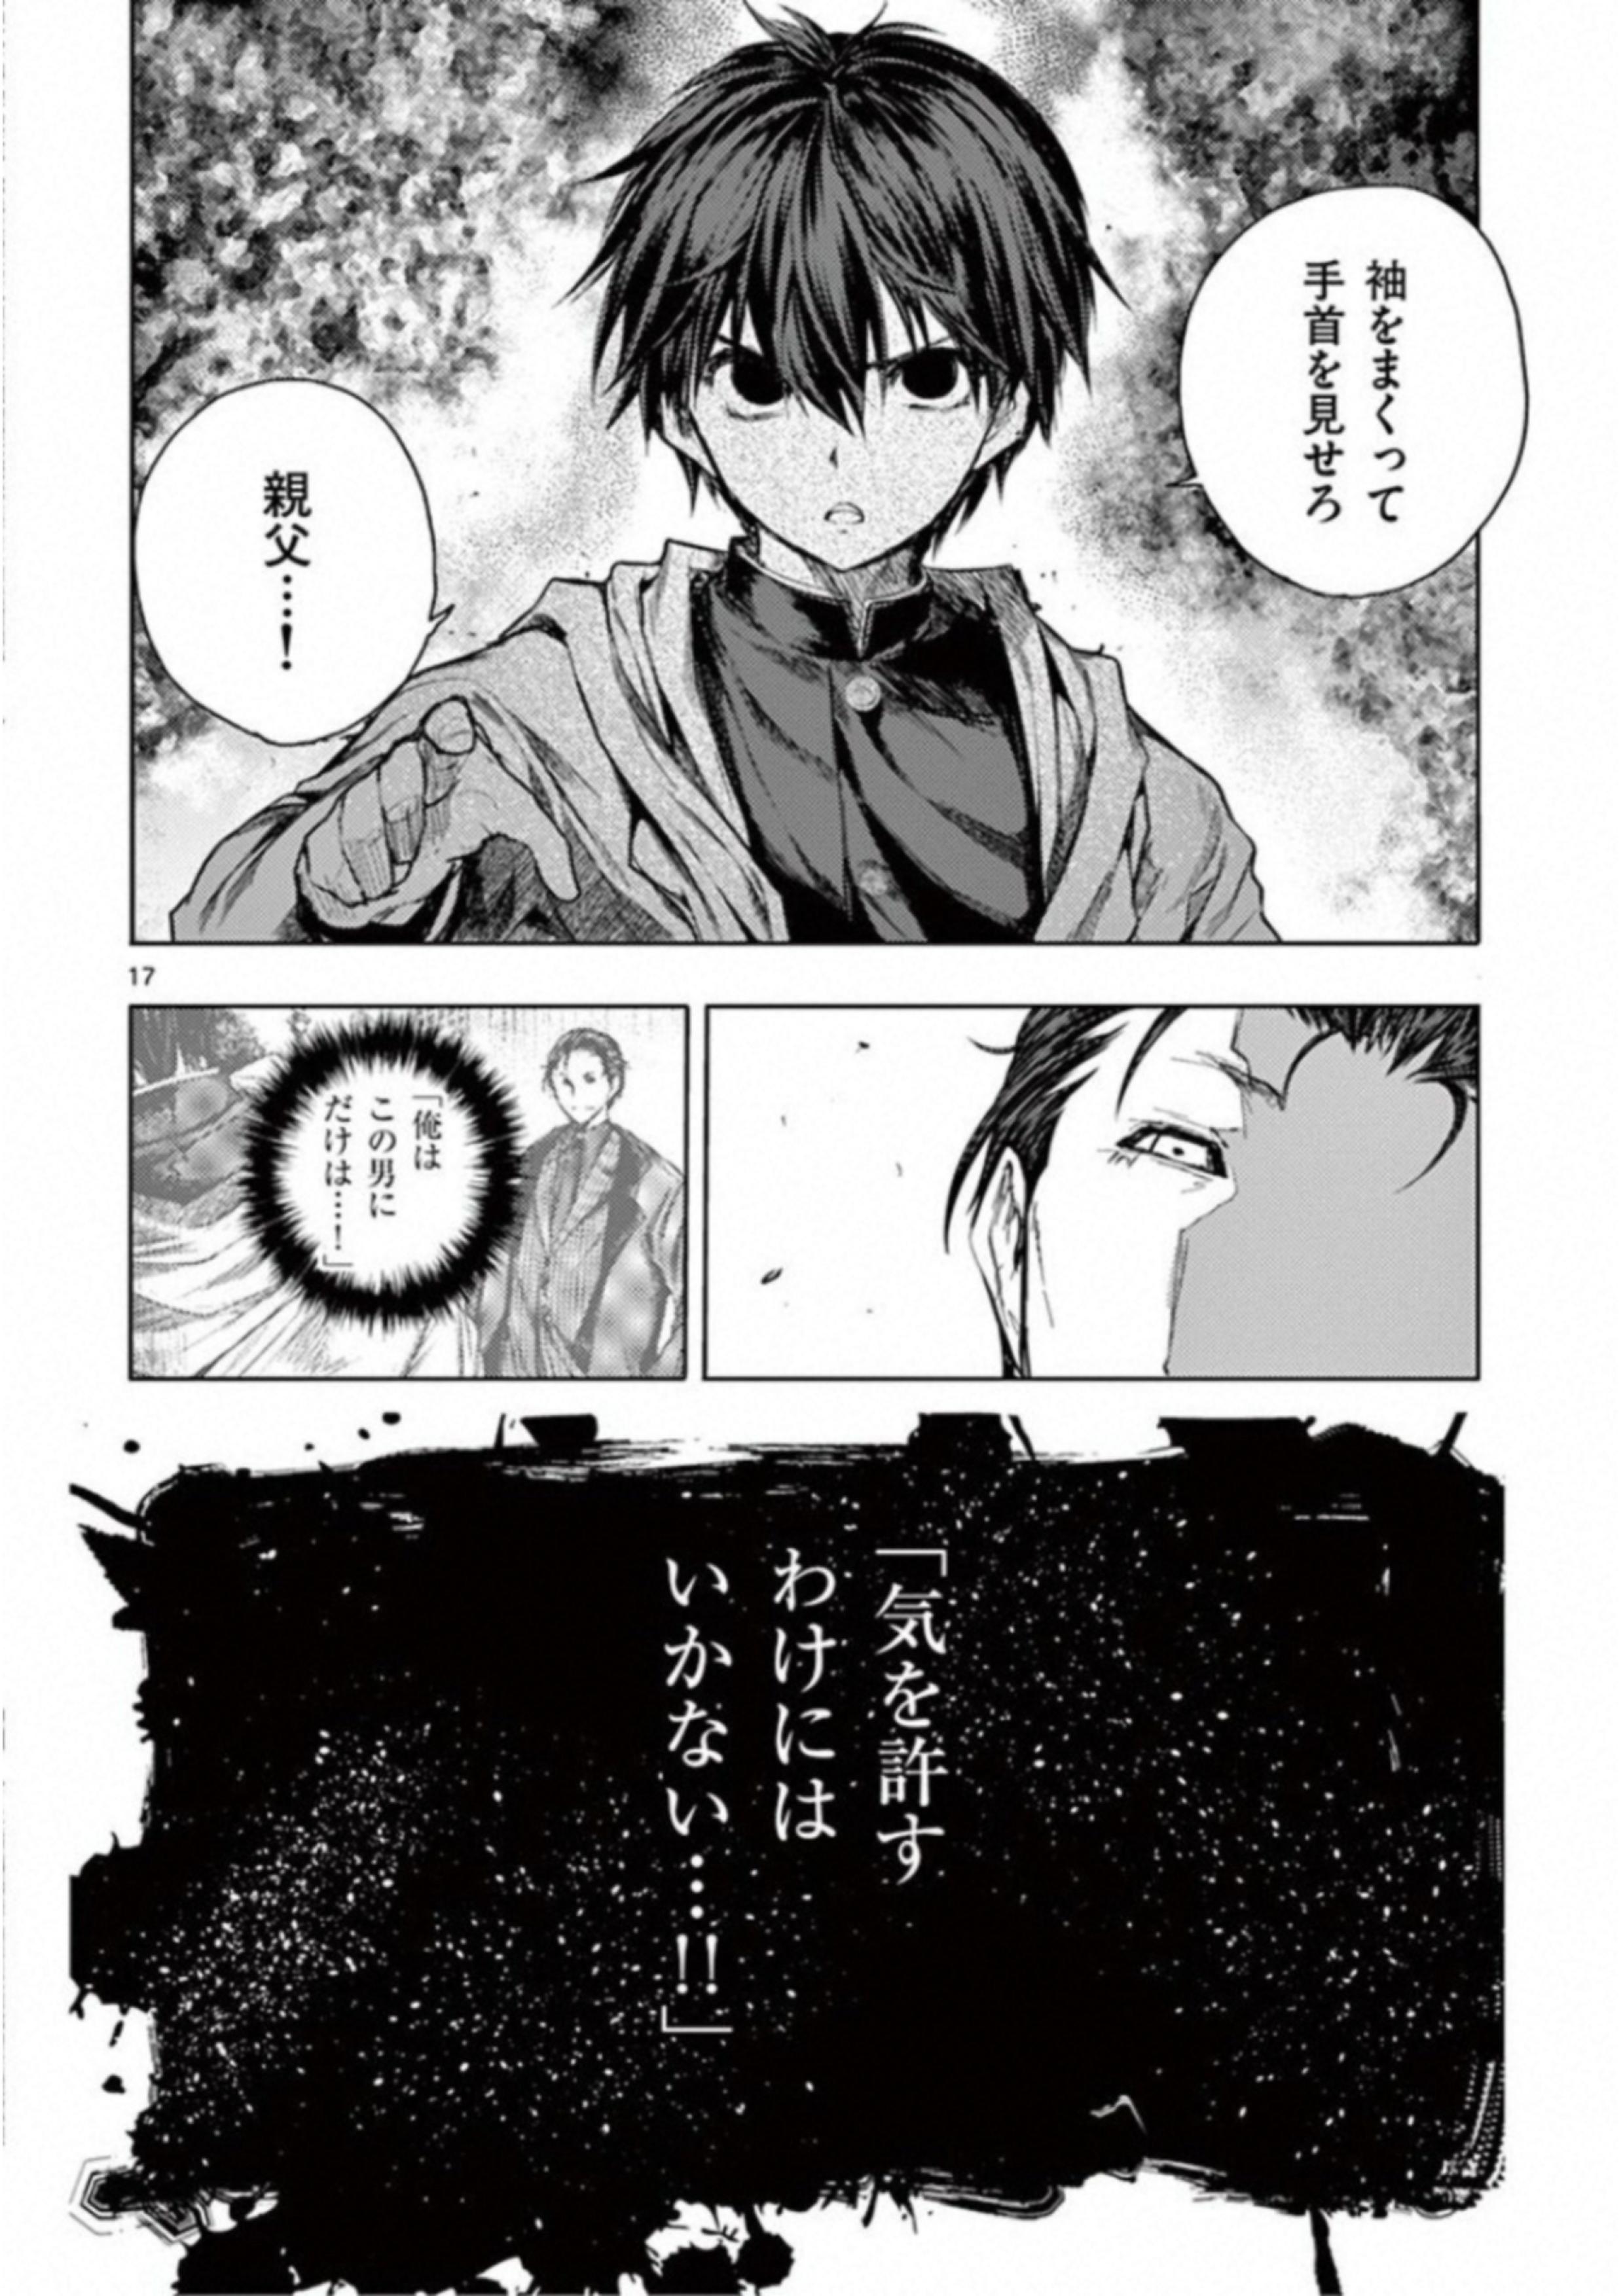 袖をまくって
手首を見せろ
親父…!
17
「俺は
この男に
だけは…!」
「気を許す
わけには
いかない…!!」